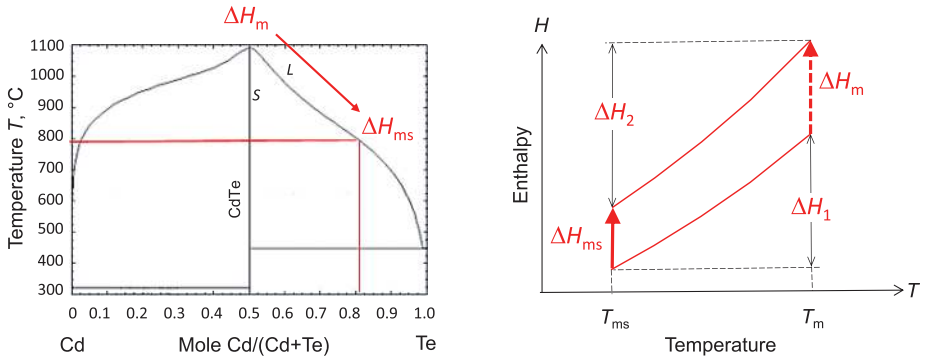 ΔHm
1100
1000
900
800
700
600
500
400
300
Temperature T, °C
L
S
CdTe
ΔHms
0 0.1 0.2 0.3 0.4 0.5 0.6 0.7 0.8 0.9 1.0
Cd Mole Cd/(Cd+Te) Te
H
Enthalpy
ΔH2
ΔHm
ΔHms
ΔH1
T
Tms Tm
Temperature